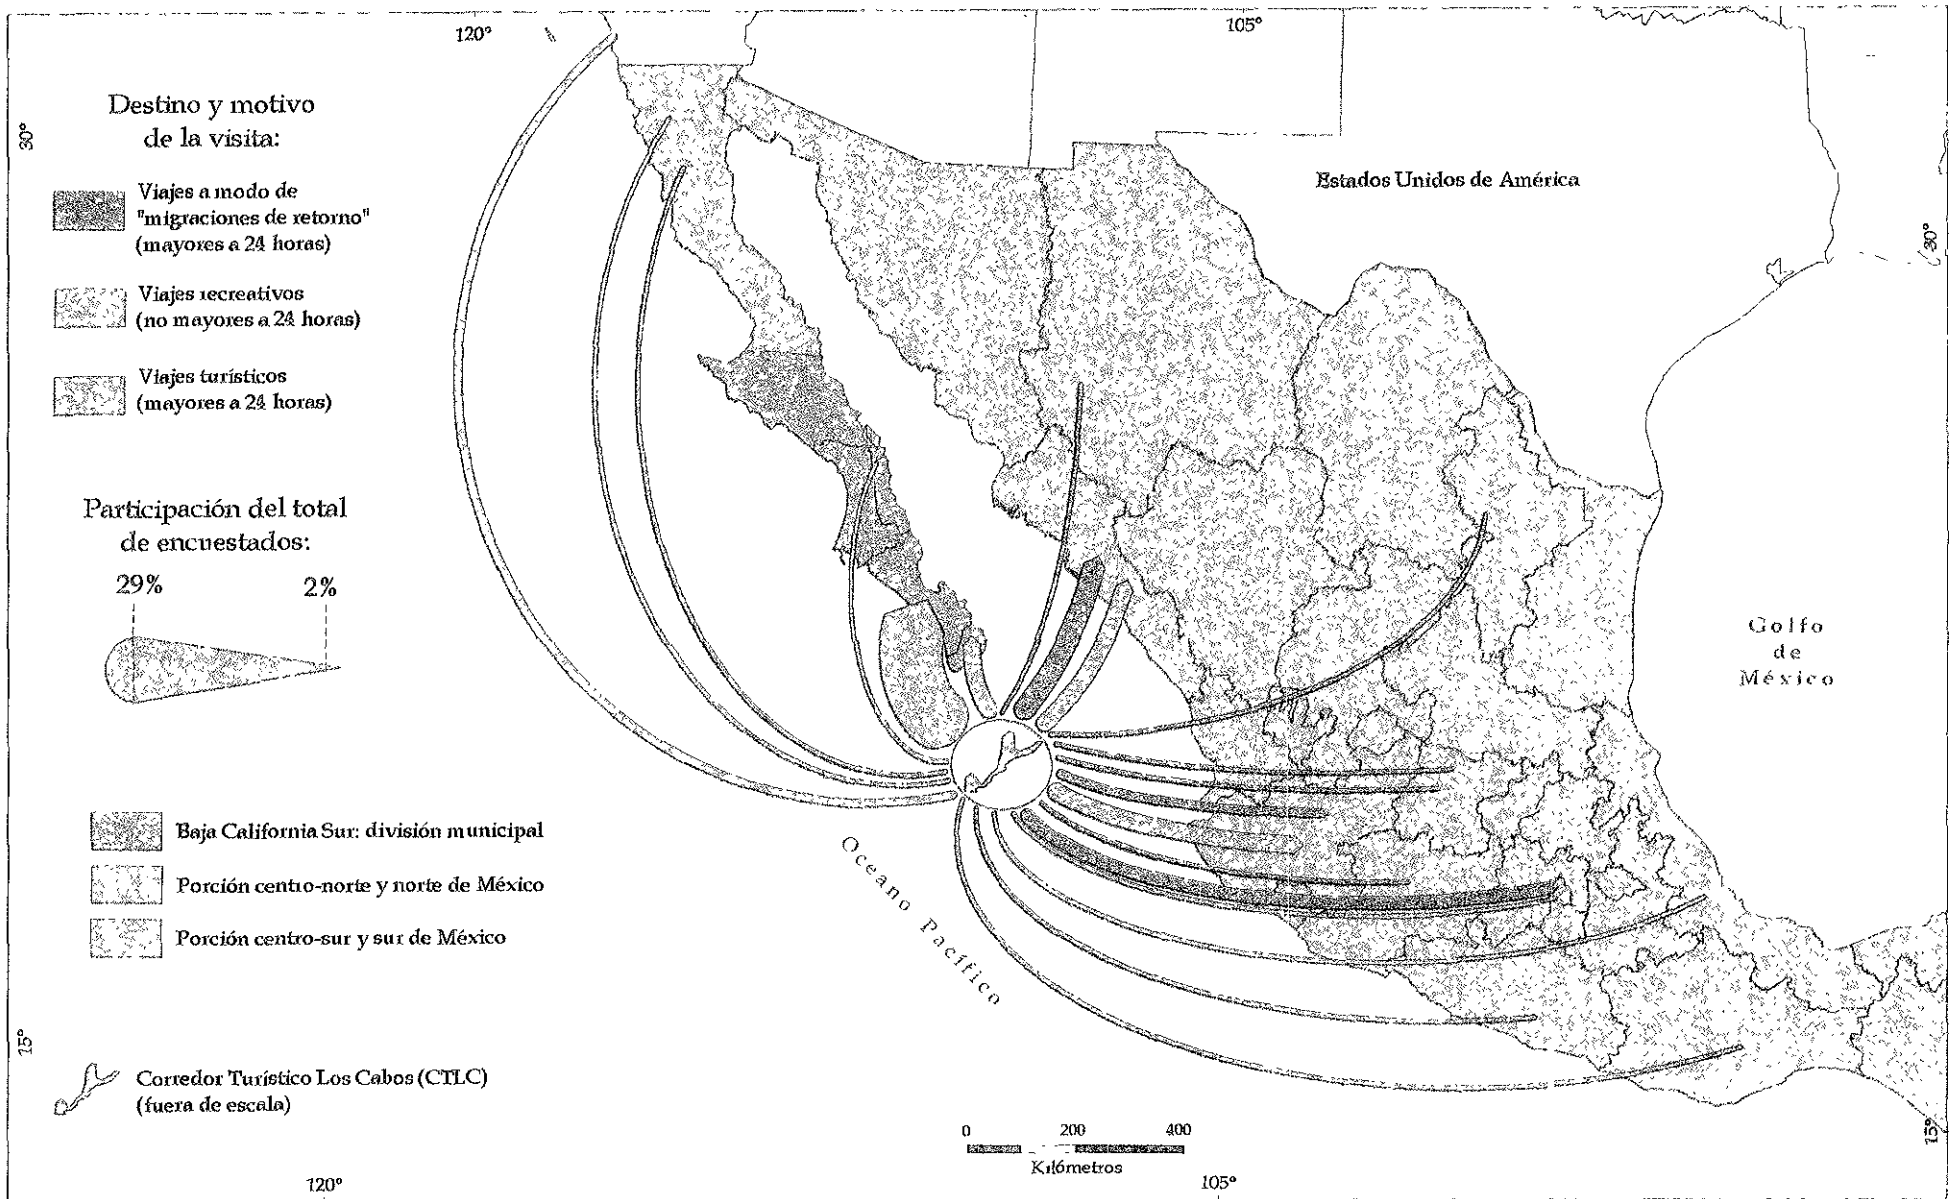 120°
105°
30°
Destino y motivo
de la visita:
Viajes a modo de
"migraciones de retorno"
(mayores a 24 horas)
Viajes recreativos
(no mayores a 24 horas)
Viajes turísticos
(mayores a 24 horas)
Estados Unidos de América
30°
Participación del total
de encuestados:
29%
2%
Golfo
de
México
Baja California Sur: división municipal
Porción centro-norte y norte de México
Porción centro-sur y sur de México
Oceano Pacífico
15°
Corredor Turístico Los Cabos (CTLC)
(fuera de escala)
0 200 400
Kilómetros
15°
120°
105°